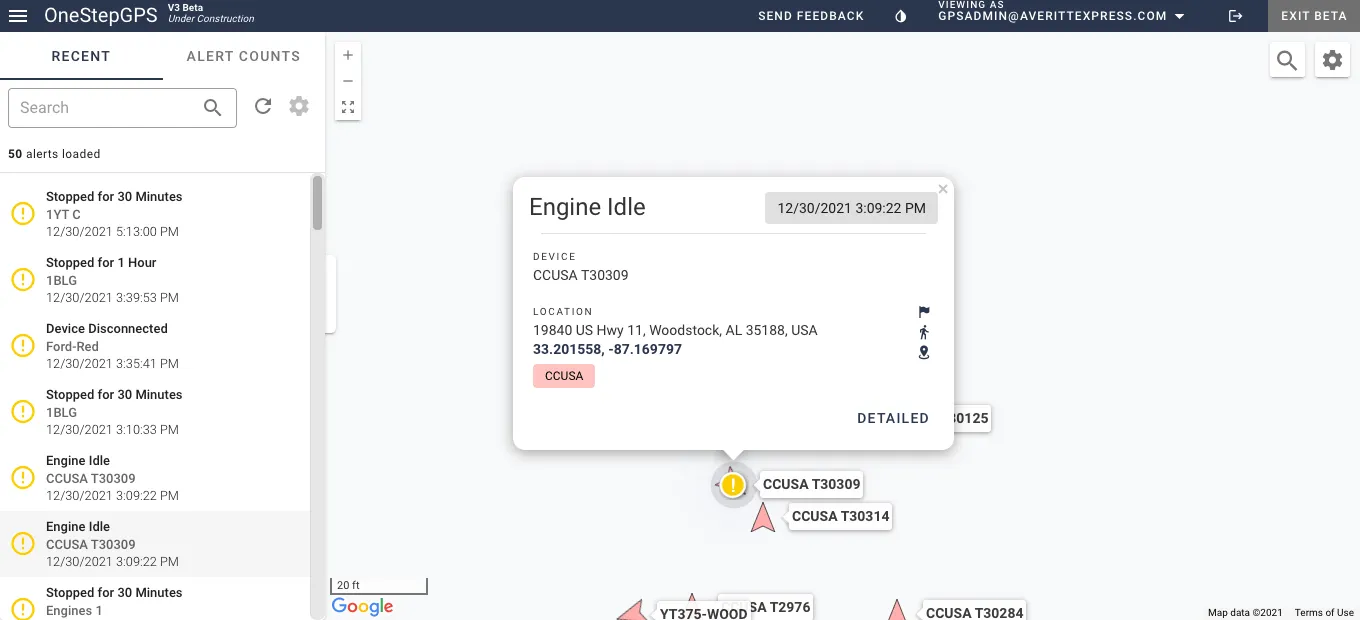 OneStepGPS
V3 Beta
Under Construction
SEND FEEDBACK
VIEWING AS
GPSADMIN@AVERITTEXPRESS.COM
EXIT BETA
RECENT
ALERT COUNTS
Search
50 alerts loaded
Stopped for 30 Minutes
1YT C
12/30/2021 5:13:00 PM
Stopped for 1 Hour
1BLG
12/30/2021 3:39:53 PM
Device Disconnected
Ford-Red
12/30/2021 3:35:41 PM
Stopped for 30 Minutes
1BLG
12/30/2021 3:10:33 PM
Engine Idle
CCUSA T30309
12/30/2021 3:09:22 PM
Engine Idle
CCUSA T30309
12/30/2021 3:09:22 PM
Stopped for 30 Minutes
Engines 1
Engine Idle
12/30/2021 3:09:22 PM
DEVICE
CCUSA T30309
LOCATION
19840 US Hwy 11, Woodstock, AL 35188, USA
33.201558, -87.169797
CCUSA
DETAILED
30125
CCUSA T30309
CCUSA T30314
20 ft
Google
YT375-WOOD
SA T2976
CCUSA T30284
Map data ©2021
Terms of Use